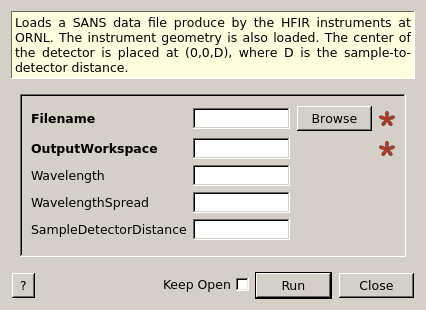 Loads a SANS data file produce by the HFIR instruments at
ORNL. The instrument geometry is also loaded. The center of
the detector is placed at (0,0,D), where D is the sample-to-
detector distance.
Filename
Browse
OutputWorkspace
Wavelength
WavelengthSpread
SampleDetectorDistance
?
Keep Open
Run
Close